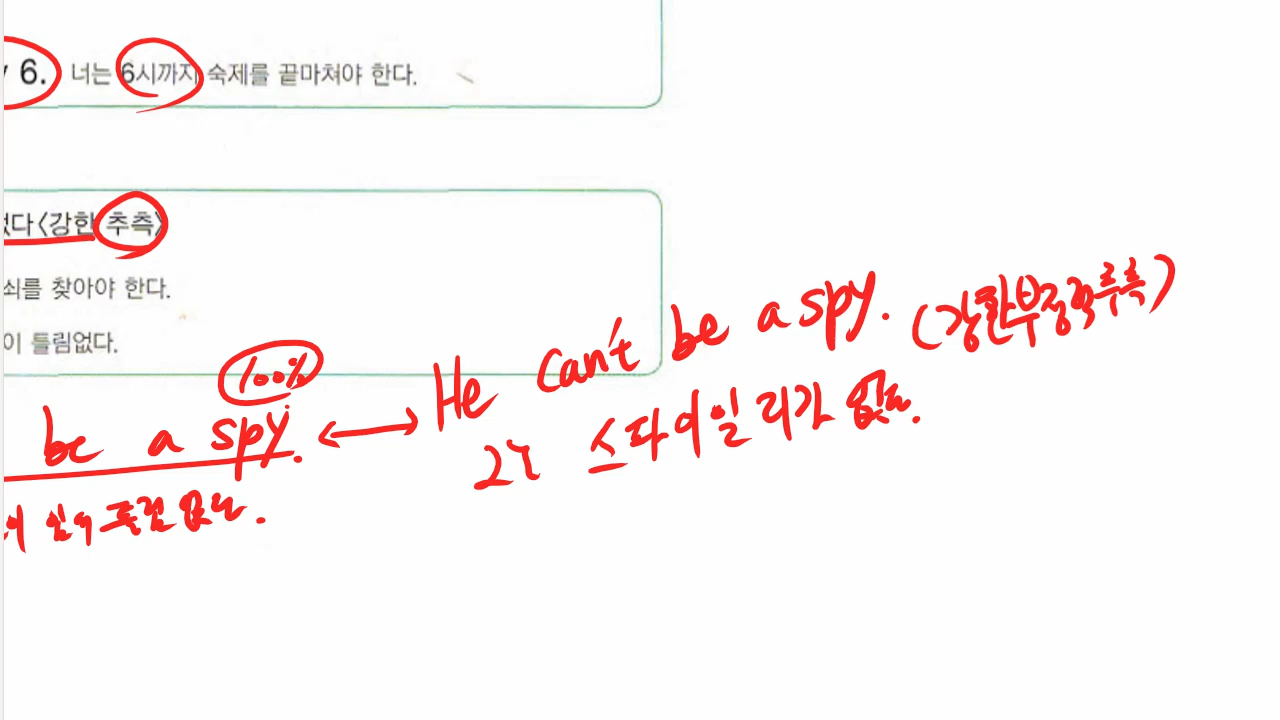 y 6. 너는 6시까지 숙제를 끝마쳐야 한다.
없다<강한 추측>
쇠를 찾아야 한다.
이 틀림없다.
100%
be a spy. ↔ He can't be a spy. (강한부정적추측)
그는 스파이일 리가 없다.
틀림없다.